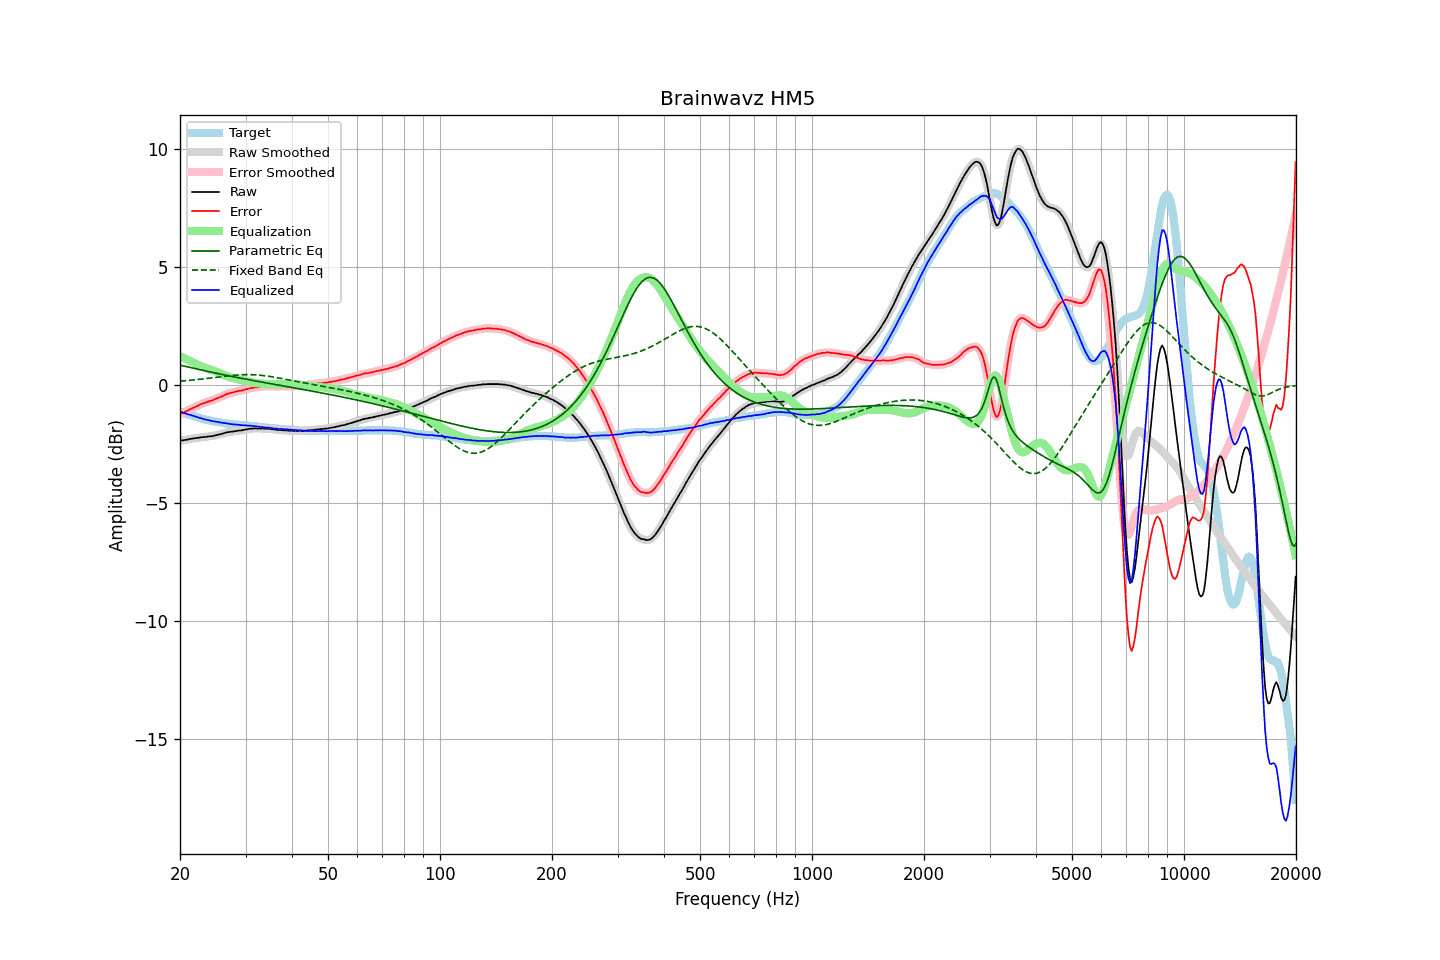 Brainwavz HM5
Target
Raw Smoothed
Error Smoothed
Raw
Error
Equalization
Parametric Eq
Fixed Band Eq
Equalized
10
5
0
−5
−10
−15
Amplitude (dBr)
20
50
100
200
500
1000
2000
5000
10000
20000
Frequency (Hz)